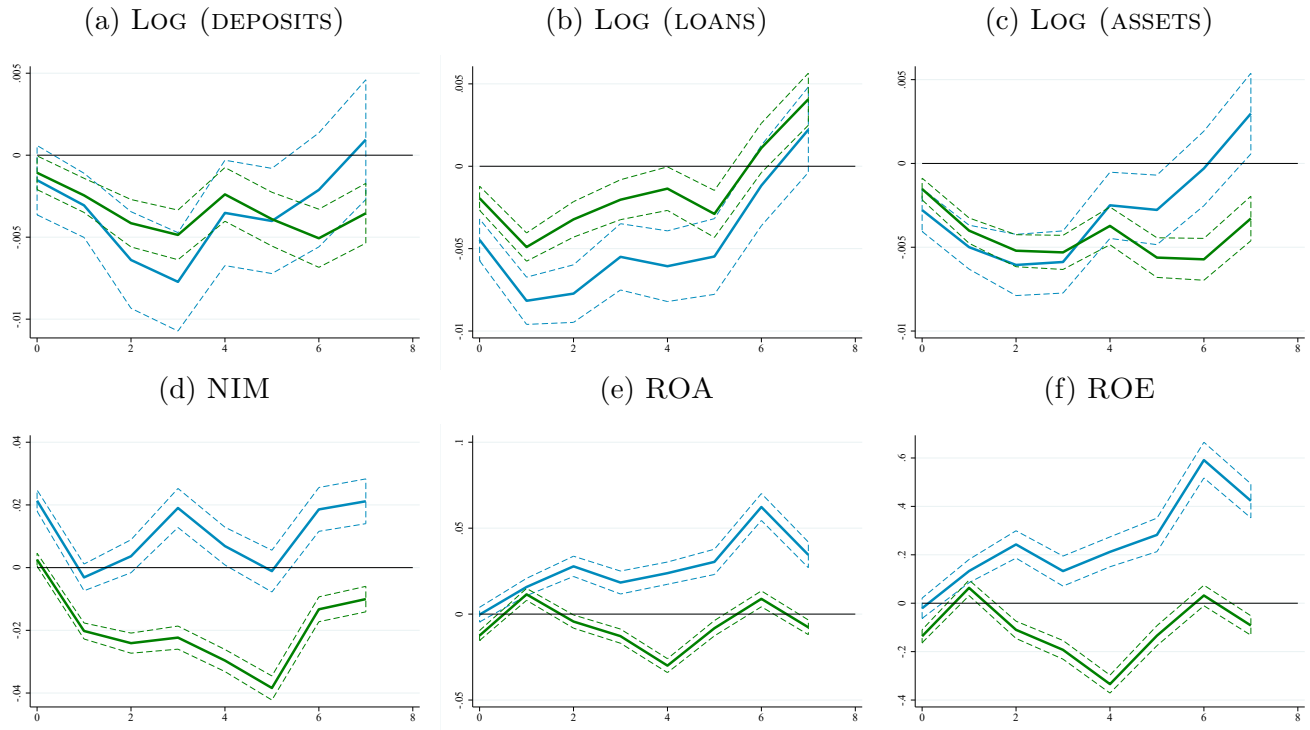 (a) LOG (DEPOSITS)
(b) LOG (LOANS)
(c) LOG (ASSETS)
.005
0
-.005
-.01
0 2 4 6 8
.005
0
-.005
-.01
0 2 4 6 8
.005
0
-.005
-.01
0 2 4 6 8
(d) NIM
(e) ROA
(f) ROE
.04
.02
0
-.02
-.04
0 2 4 6 8
.1
.05
0
-.05
0 2 4 6 8
.6
.4
.2
0
-.2
-.4
0 2 4 6 8